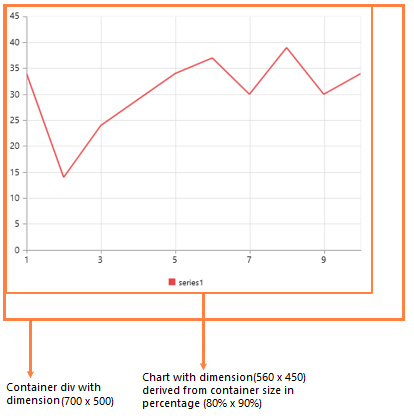 45
40
35
30
25
20
15
10
5
0
1
3
5
7
9
series1
Container div with
dimension(700 x 500)
Chart with dimension(560 x 450)
derived from container size in
percentage (80% x 90%)